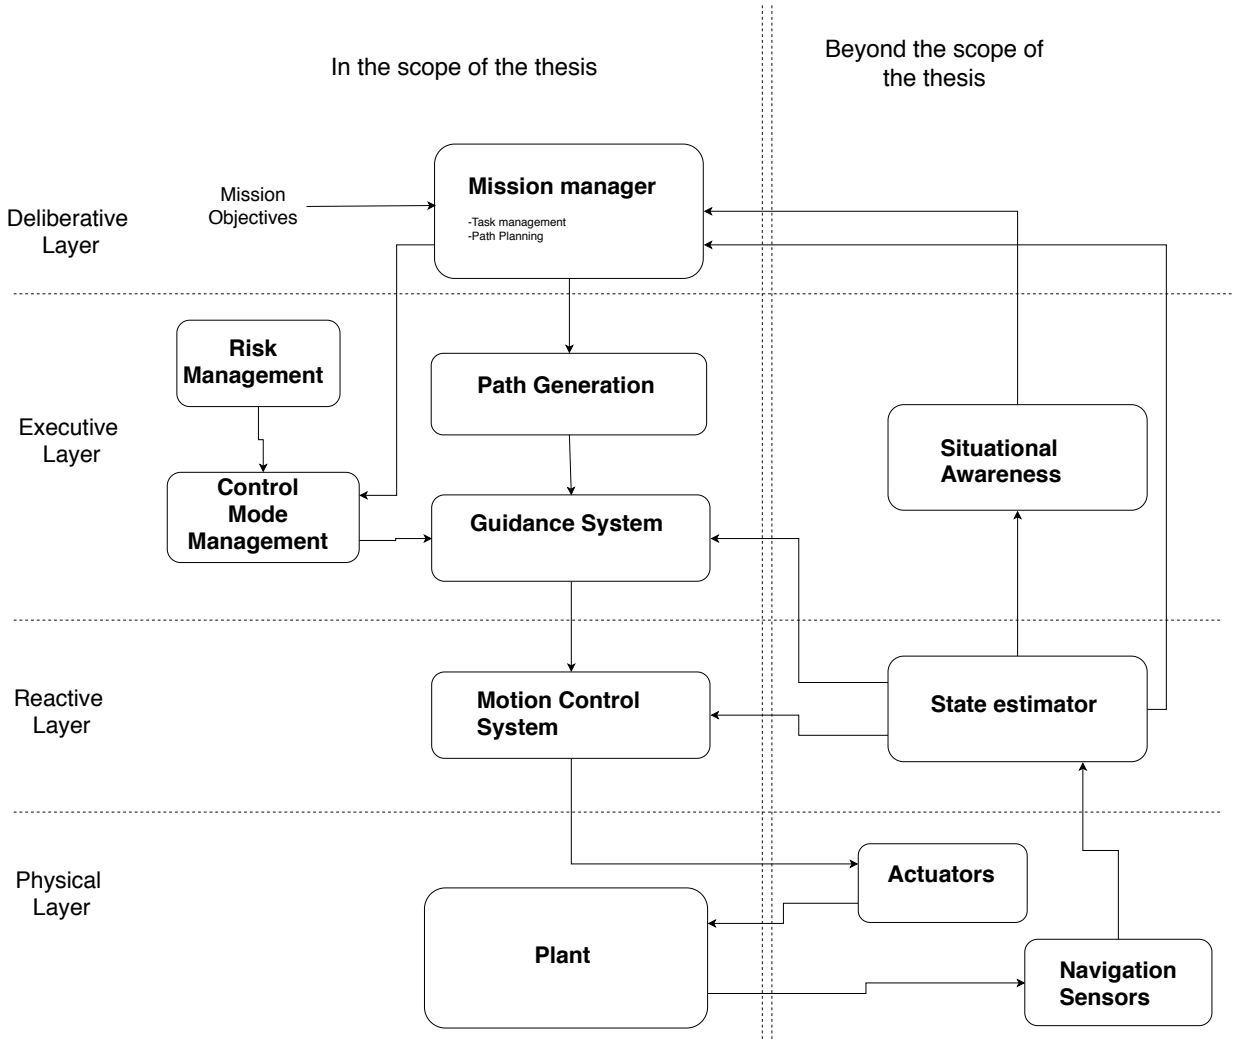 In the scope of the thesis
Beyond the scope of
the thesis
Deliberative
Layer
Mission
Objectives
Mission manager
-Task management
-Path Planning
Executive
Layer
Risk
Management
Path Generation
Situational
Awareness
Control
Mode
Management
Guidance System
Reactive
Layer
Motion Control
System
State estimator
Physical
Layer
Actuators
Plant
Navigation
Sensors